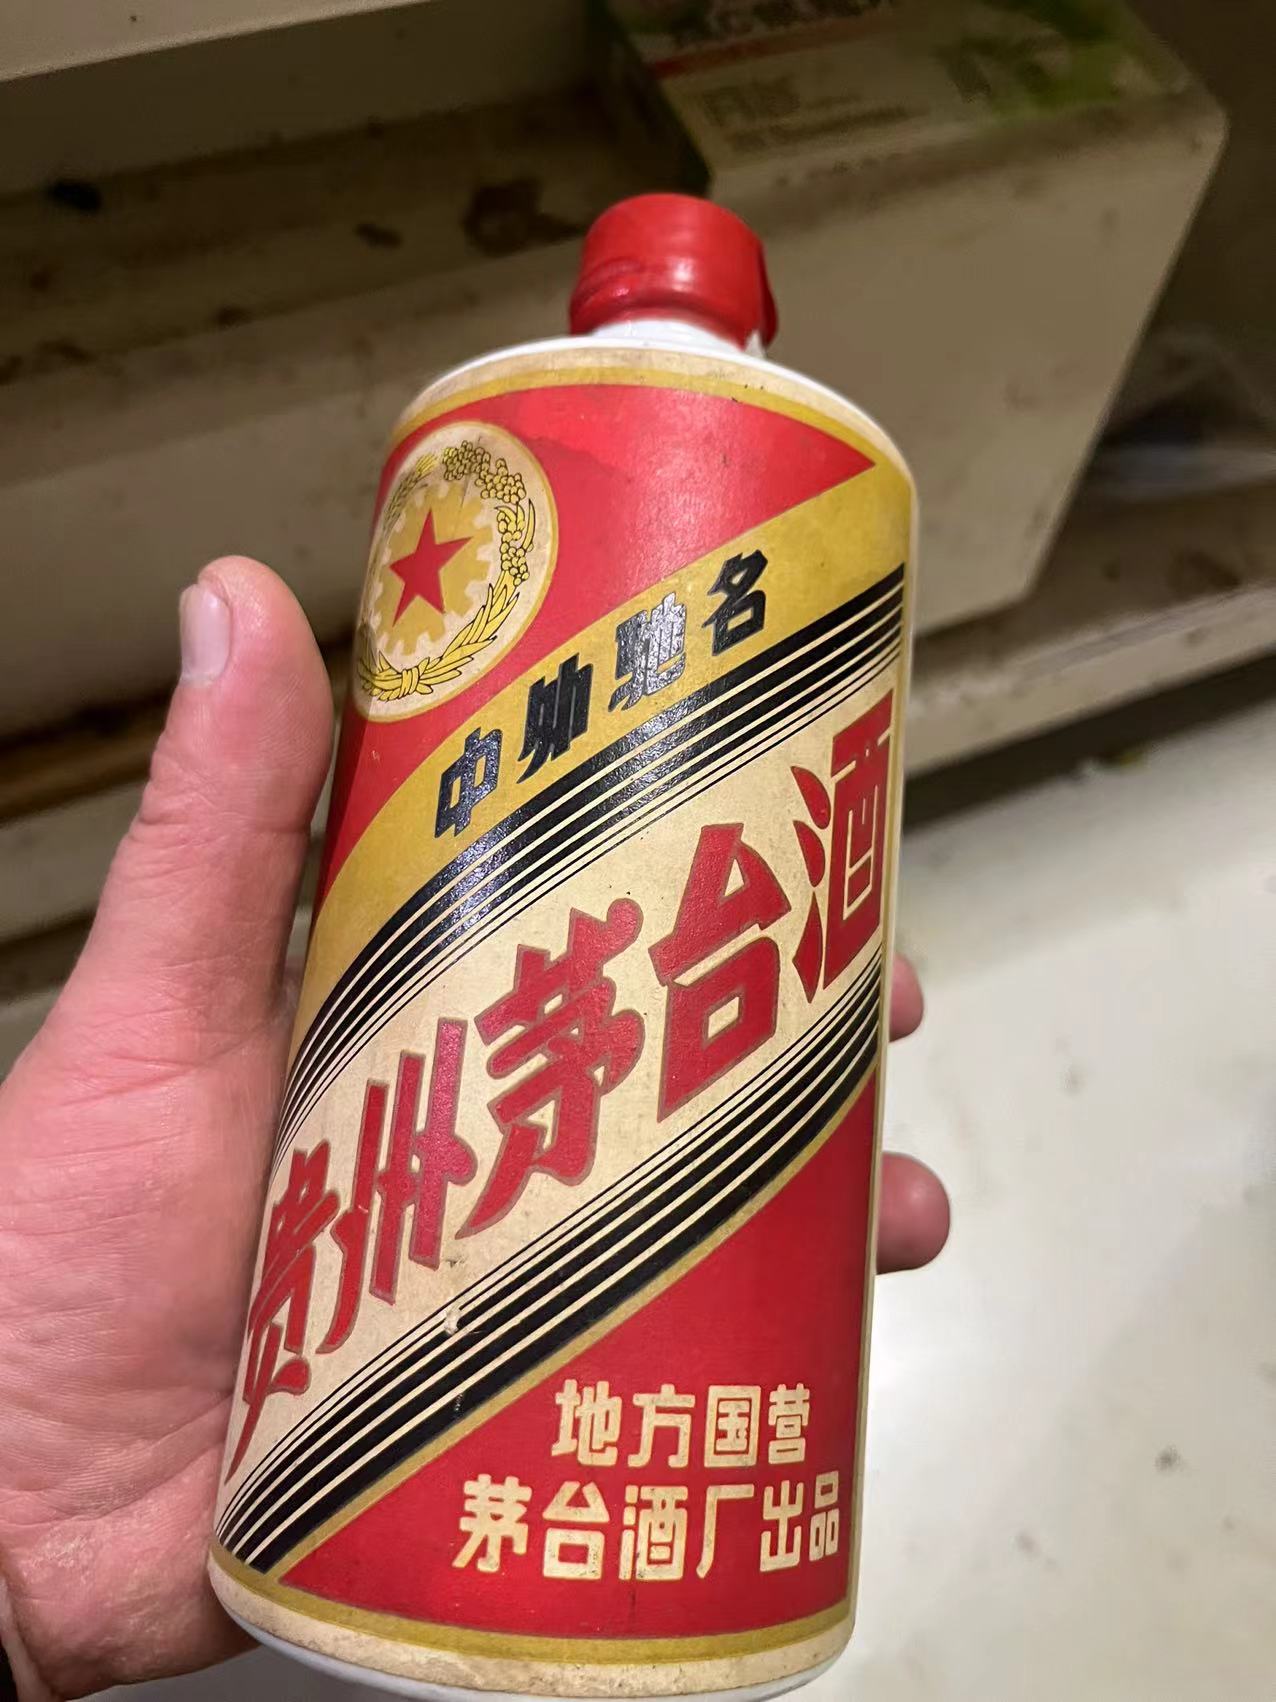 中外驰名
贵州茅台酒
地方国营
茅台酒厂出品